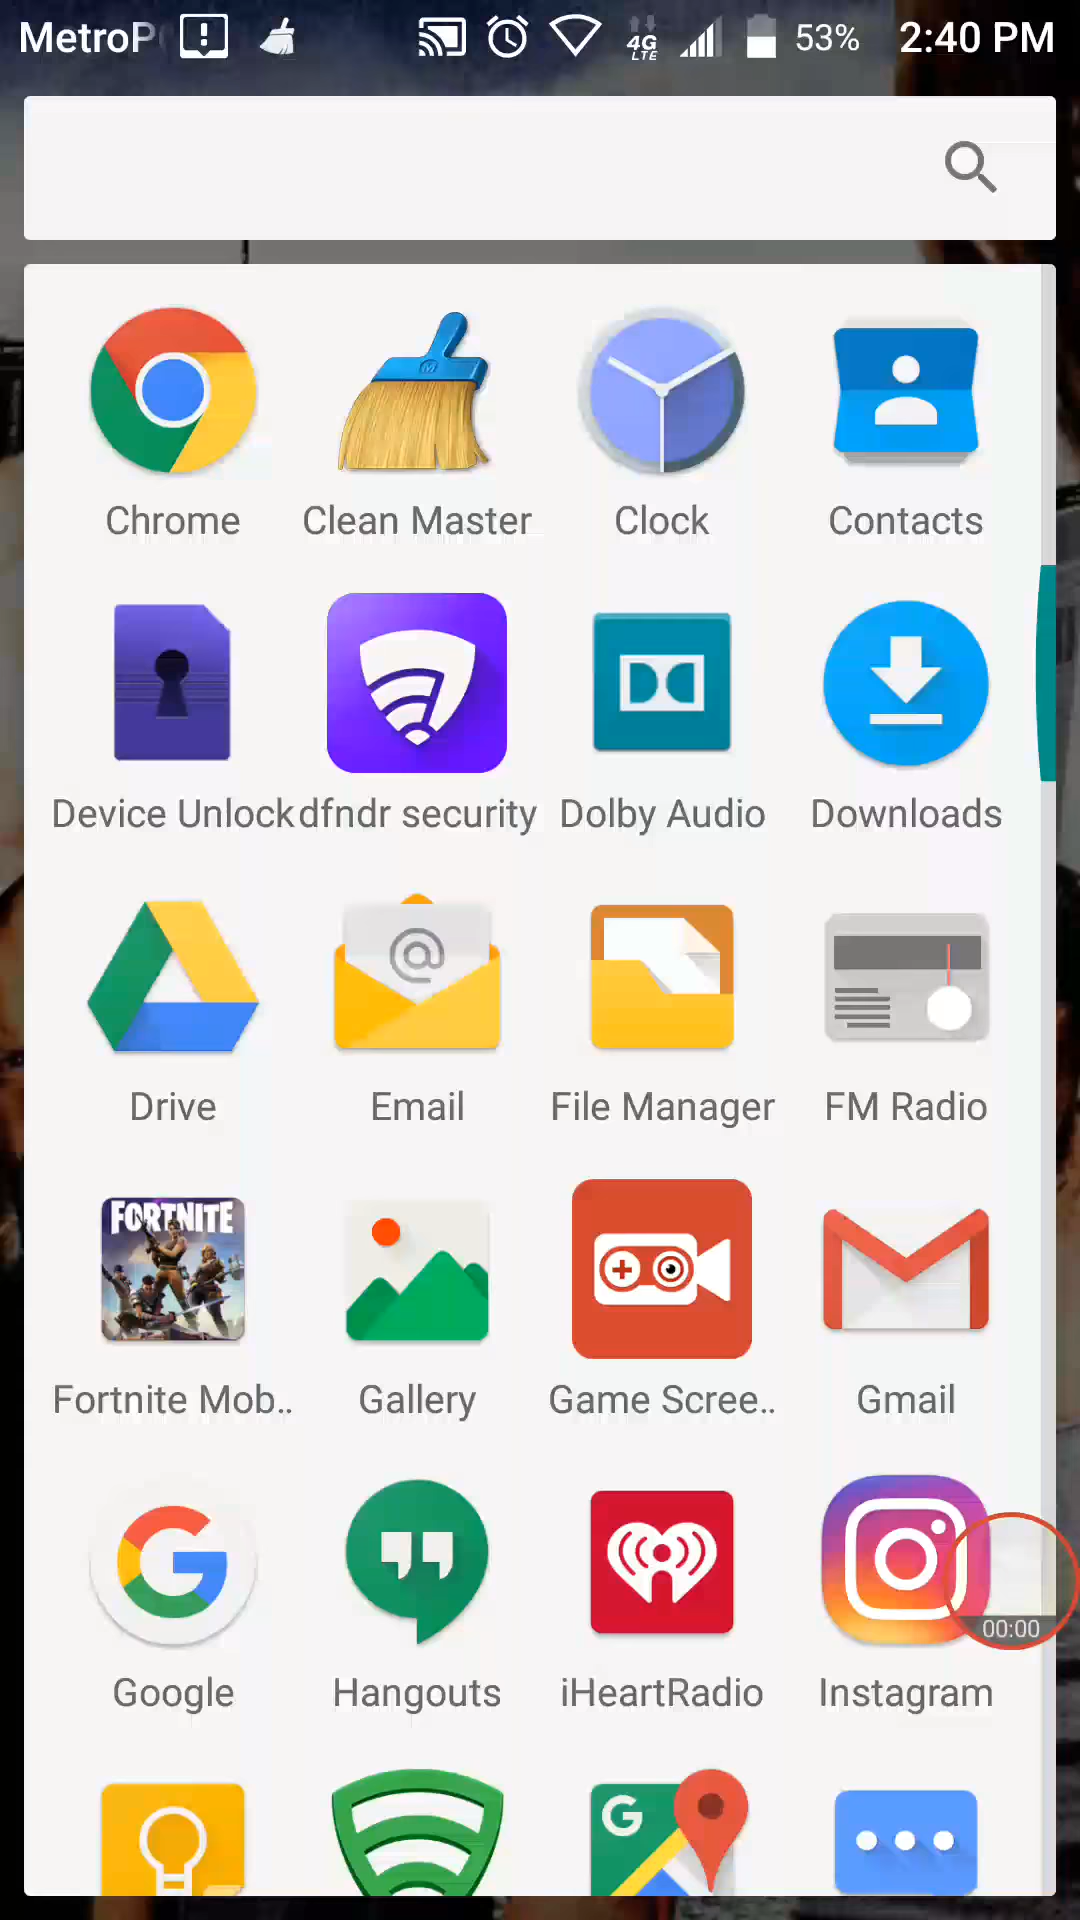 MetroP 4G LTE 53% 2:40 PM
Chrome Clean Master Clock Contacts
Device Unlock dfndr security Dolby Audio Downloads
Drive Email File Manager FM Radio
FORTNITE
Fortnite Mob.. Gallery Game Scree.. Gmail
00:00
Google Hangouts iHeartRadio Instagram